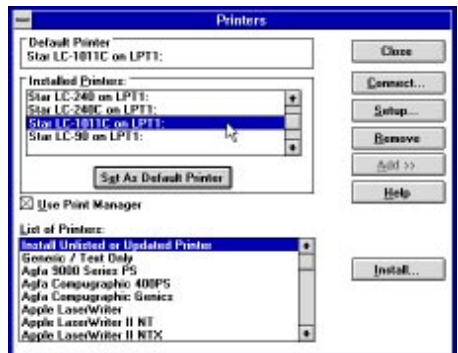 Printers
Default Printer
Star LC-1011C on LPT1:
Installed Printers:
Star LC-240 on LPT1:
Star LC-240C on LPT1:
Star LC-1011C on LPT1:
Star LC-90 on LPT1:
Set As Default Printer
Use Print Manager
List of Printers:
Install Unlisted or Updated Printer
Generic / Text Only
Agfa 9000 Series PS
Agfa Compugraphic 400PS
Agfa Compugraphic Genics
Apple LaserWriter
Apple LaserWriter II NT
Apple LaserWriter II NTX
Close
Connect...
Setup...
Remove
Add >>
Help
Install...